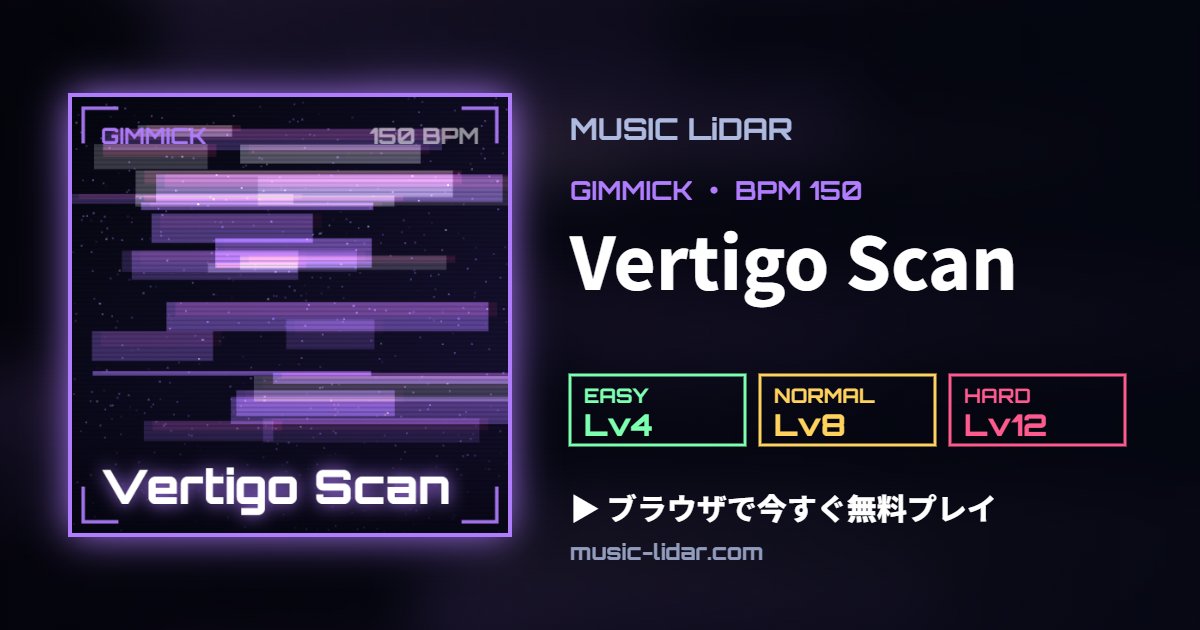 GIMMICK
150 BPM
Vertigo Scan
MUSIC LiDAR
GIMMICK • BPM 150
Vertigo Scan
EASY
Lv4
NORMAL
Lv8
HARD
Lv12
▶ ブラウザで今すぐ無料プレイ
music-lidar.com